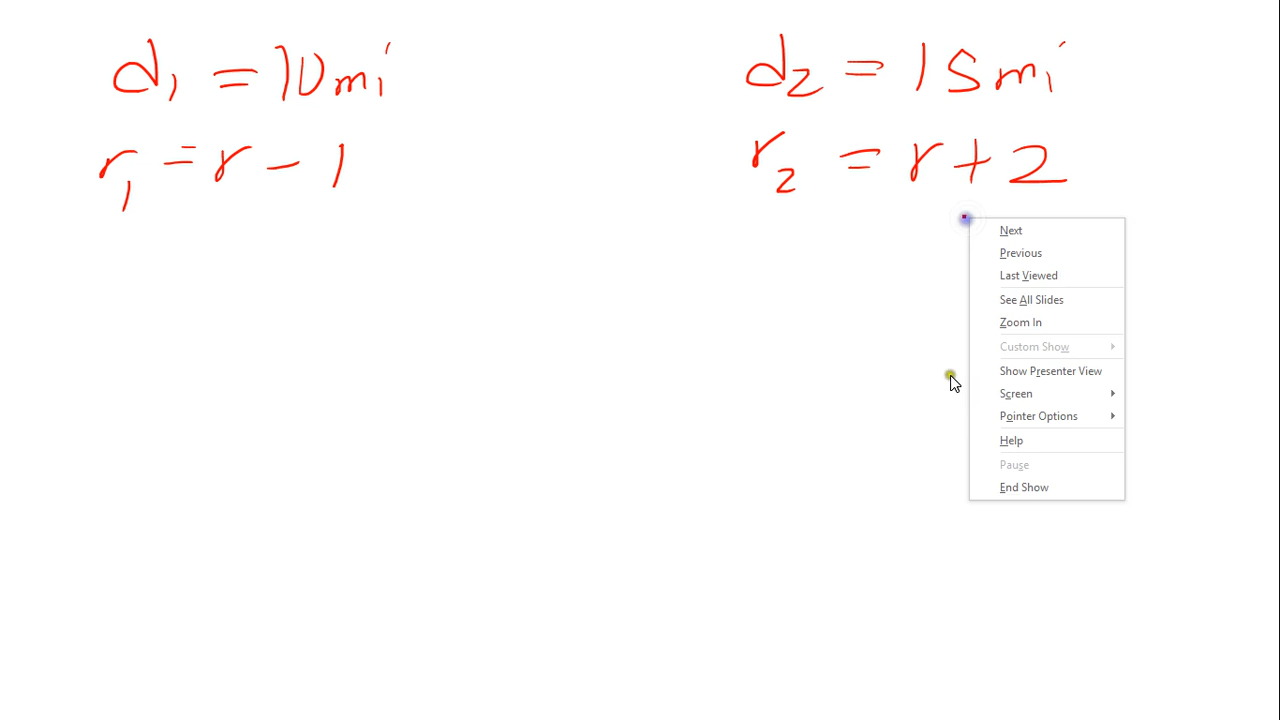 d₁ = 10mi
r₁ = r - 1
d₂ = 15mi
r₂ = r + 2
Next
Previous
Last Viewed
See All Slides
Zoom In
Custom Show
Show Presenter View
Screen
Pointer Options
Help
Pause
End Show